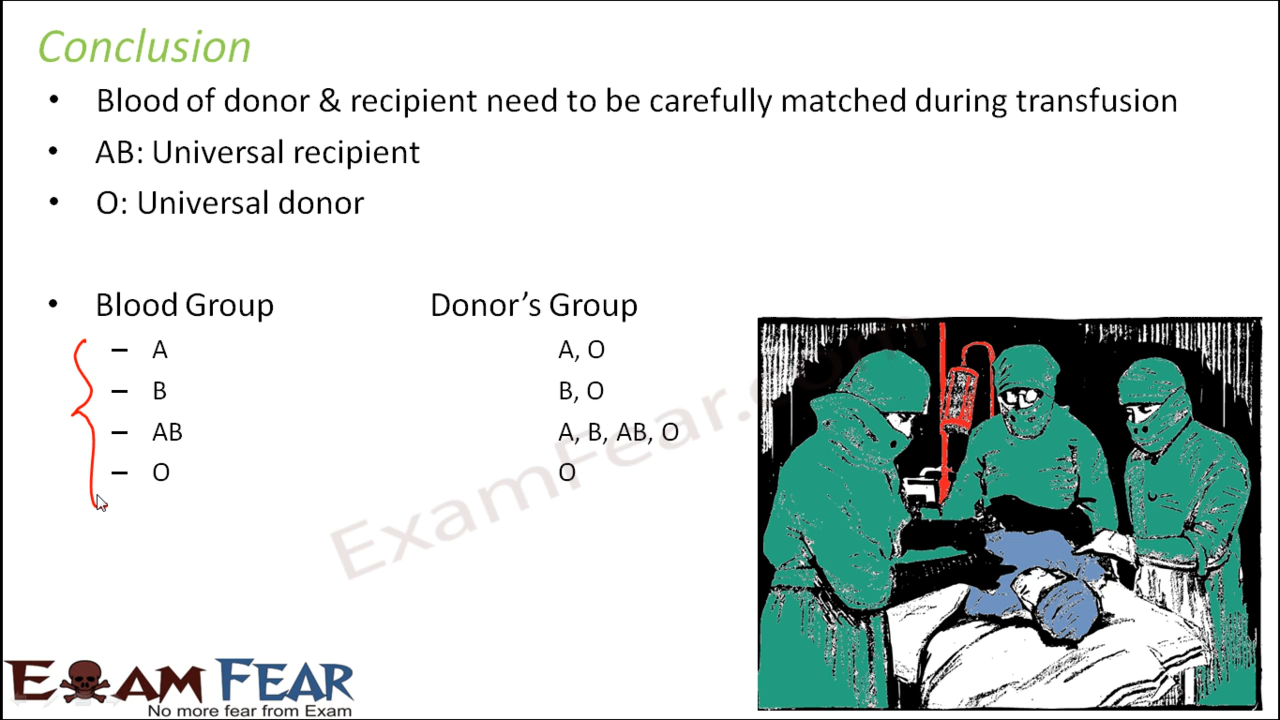 Conclusion
• Blood of donor & recipient need to be carefully matched during transfusion
• AB: Universal recipient
• O: Universal donor
• Blood Group Donor’s Group
– A A, O
– B B, O
– AB A, B, AB, O
– O O
ExamFear.com
EXAM FEAR
No more fear from Exam